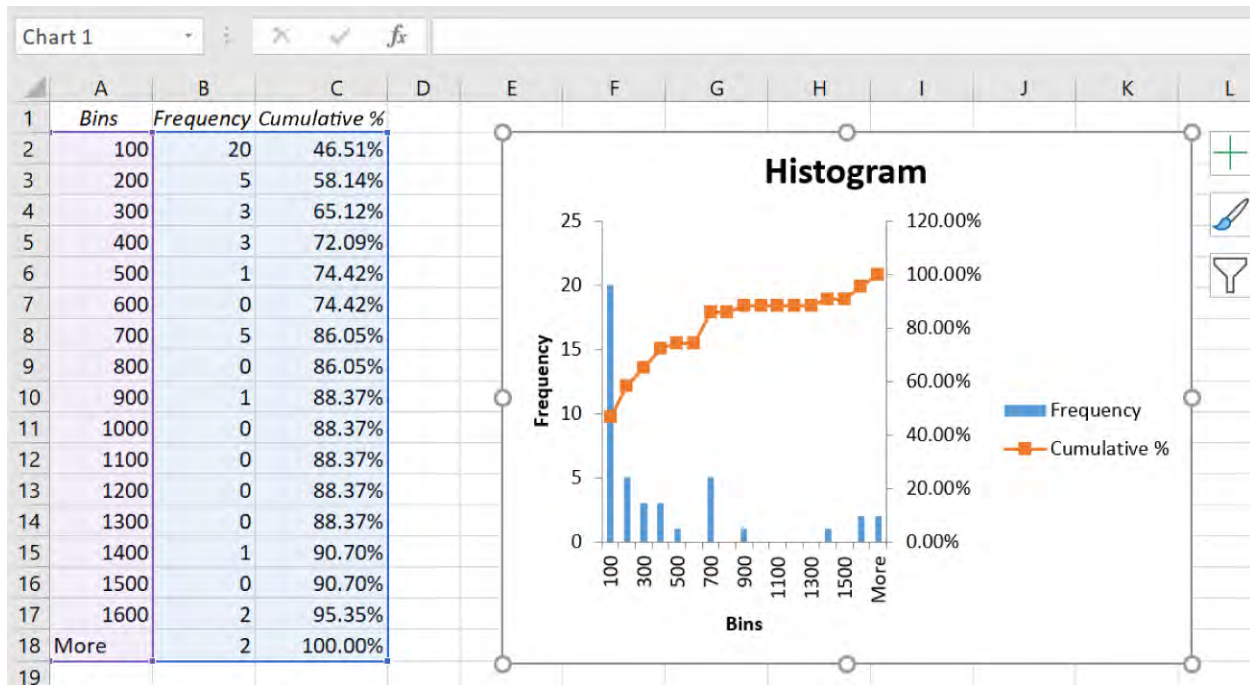 Chart 1 fx
A B C D E F G H I J K L
1 Bins Frequency Cumulative %
2 100 20 46.51%
3 200 5 58.14%
4 300 3 65.12%
5 400 3 72.09%
6 500 1 74.42%
7 600 0 74.42%
8 700 5 86.05%
9 800 0 86.05%
10 900 1 88.37%
11 1000 0 88.37%
12 1100 0 88.37%
13 1200 0 88.37%
14 1300 0 88.37%
15 1400 1 90.70%
16 1500 0 90.70%
17 1600 2 95.35%
18 More 2 100.00%
19
Histogram
Frequency
25
20
15
10
5
0
120.00%
100.00%
80.00%
60.00%
40.00%
20.00%
0.00%
100 300 500 700 900 1100 1300 1500 More
Bins
Frequency
Cumulative %